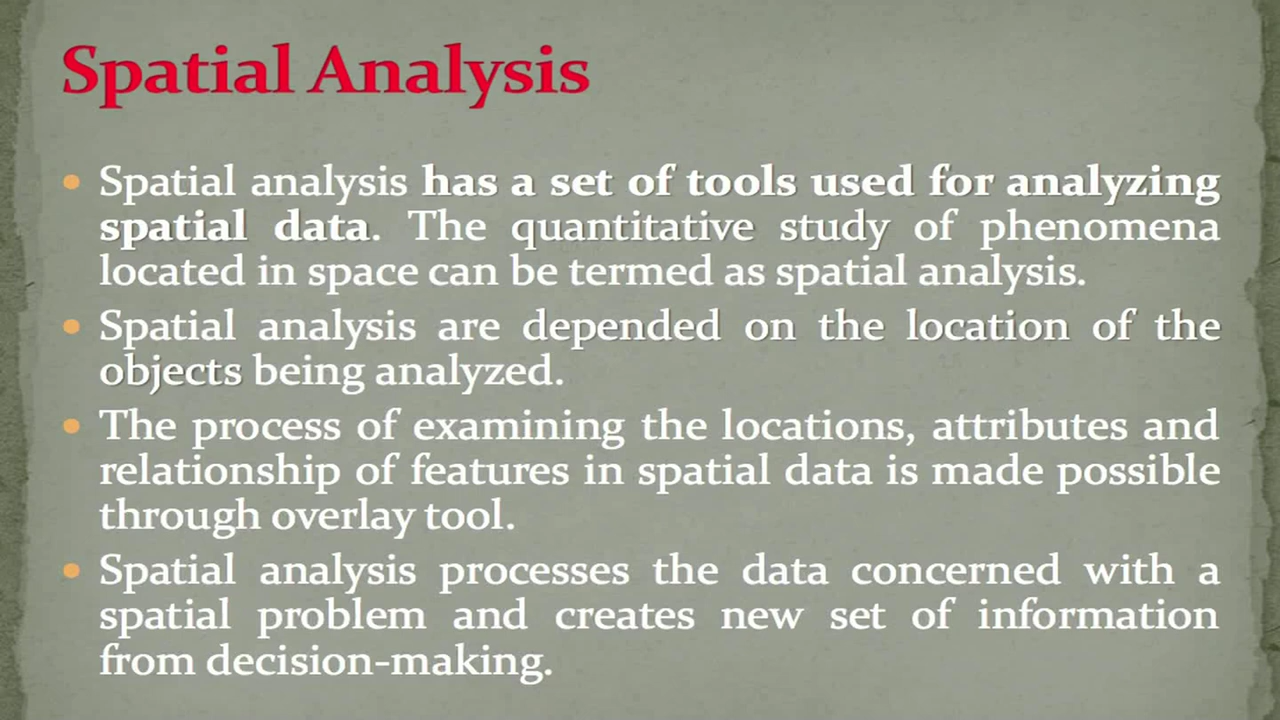 Spatial Analysis
• Spatial analysis has a set of tools used for analyzing
spatial data. The quantitative study of phenomena
located in space can be termed as spatial analysis.
• Spatial analysis are depended on the location of the
objects being analyzed.
• The process of examining the locations, attributes and
relationship of features in spatial data is made possible
through overlay tool.
• Spatial analysis processes the data concerned with a
spatial problem and creates new set of information
from decision-making.